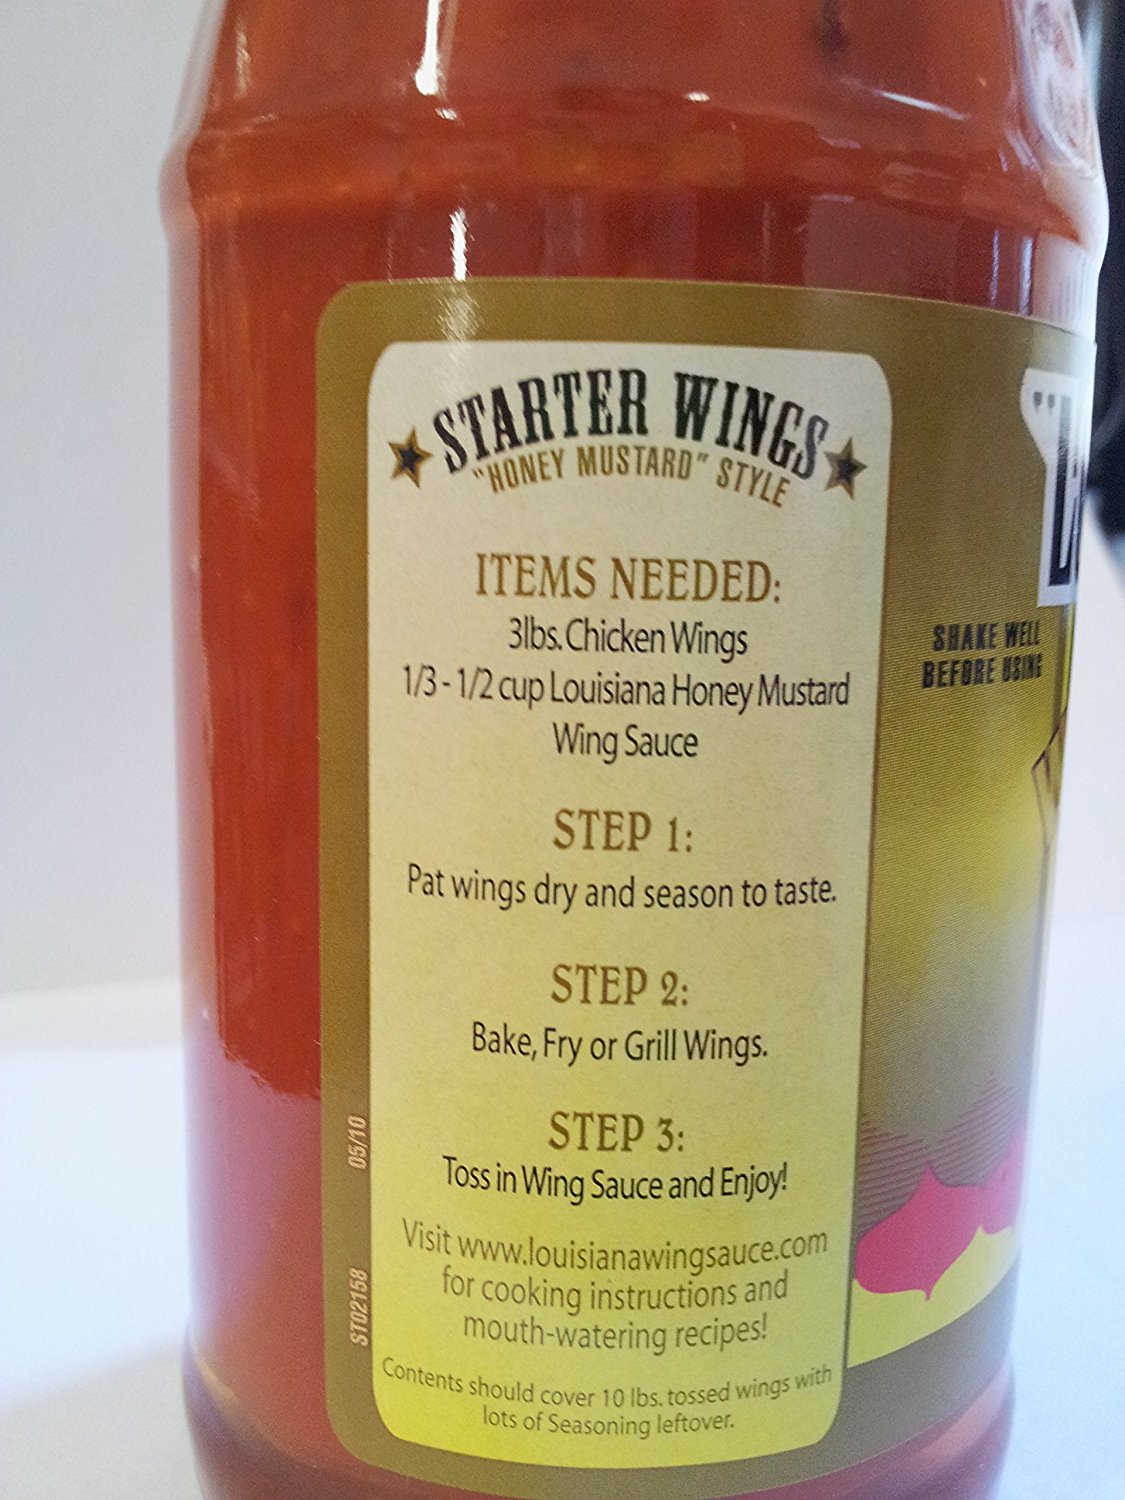 STARTER WINGS
"HONEY MUSTARD" STYLE
ITEMS NEEDED:
3lbs. Chicken Wings
1/3 - 1/2 cup Louisiana Honey Mustard
Wing Sauce
STEP 1:
Pat wings dry and season to taste.
STEP 2:
Bake, Fry or Grill Wings.
STEP 3:
Toss in Wing Sauce and Enjoy!
Visit www.louisianawingsauce.com
for cooking instructions and
mouth-watering recipes!
Contents should cover 10 lbs. tossed wings with
lots of Seasoning leftover.
ST02158 05/10
SHAKE WELL
BEFORE USING